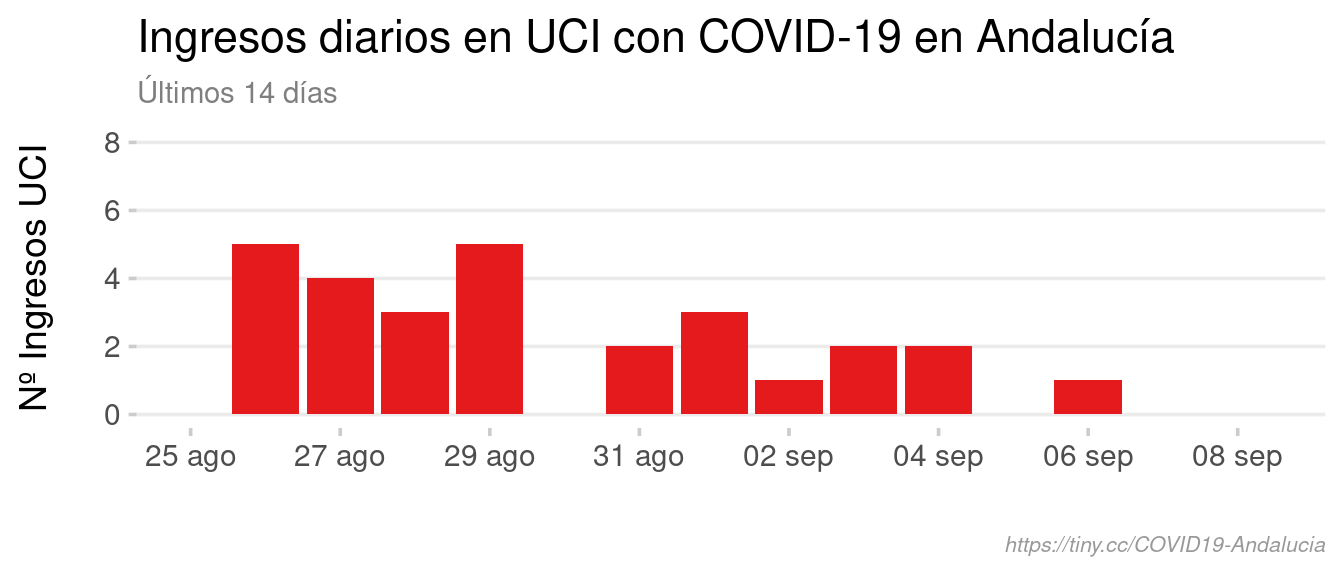 Ingresos diarios en UCI con COVID-19 en Andalucía
Últimos 14 días
Nº Ingresos UCI
8
6
4
2
0
25 ago 27 ago 29 ago 31 ago 02 sep 04 sep 06 sep 08 sep
https://tiny.cc/COVID19-Andalucia